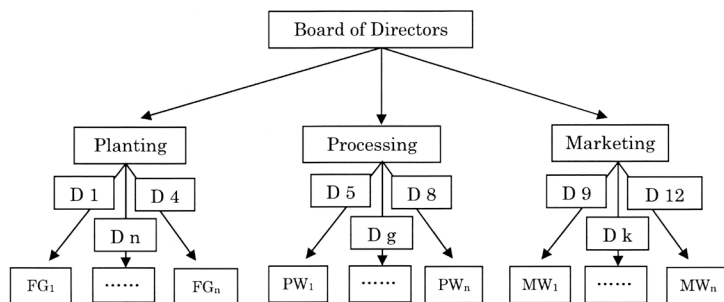 Board of Directors
Planting
Processing
Marketing
D 1
D 4
D 5
D 8
D 9
D 12
D n
D g
D k
FG₁
......
FGₙ
PW₁
......
PWₙ
MW₁
......
MWₙ